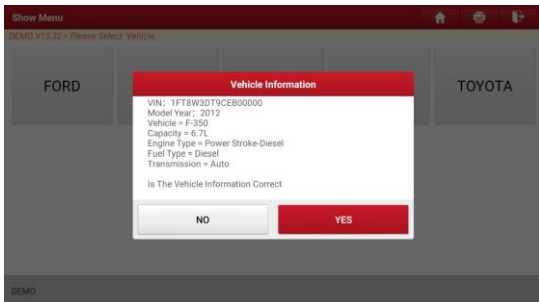 Show Menu
DEMO V15.32 > Please Select Vehicle
FORD
TOYOTA
Vehicle Information
VIN: 1FT8W3DT9CEB00000
Model Year: 2012
Vehicle = F-350
Capacity = 6.7L
Engine Type = Power Stroke-Diesel
Fuel Type = Diesel
Transmission = Auto
Is The Vehicle Information Correct
NO
YES
DEMO